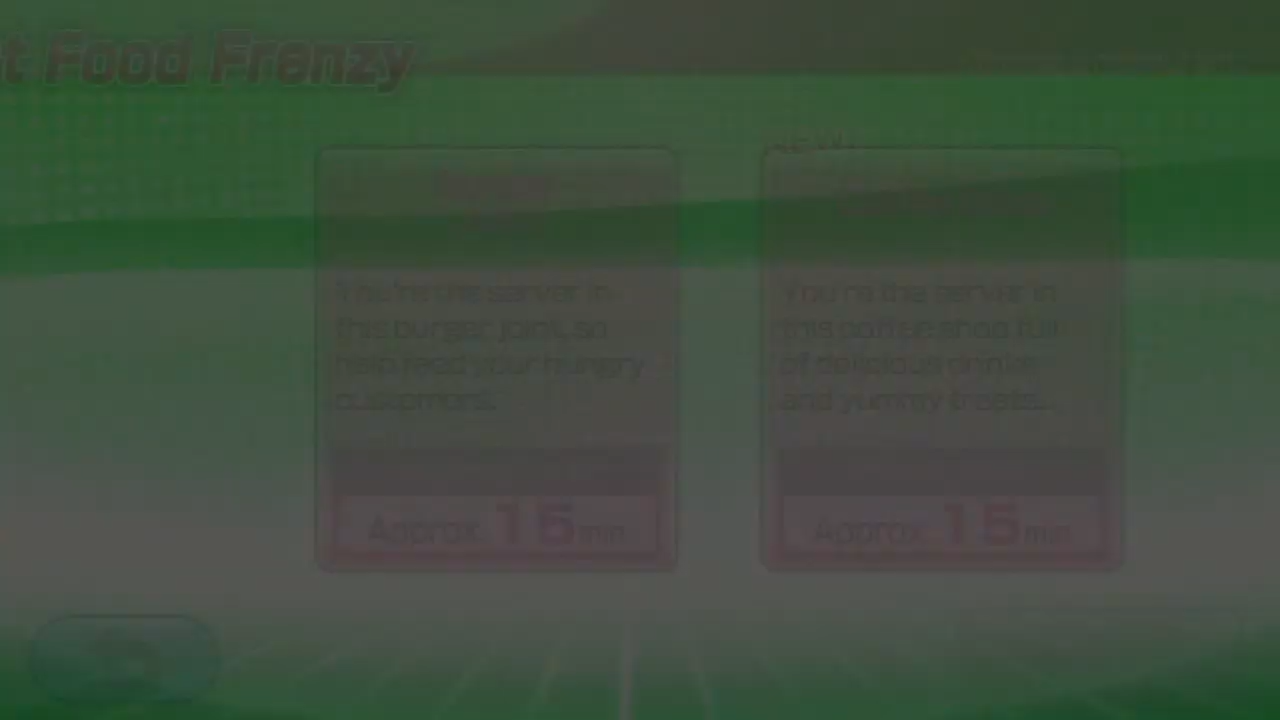 t Food Frenzy
NEW!
You're the server in
this burger joint, so
help feed your hungry
customers.
You're the server in
this coffee shop full
of delicious drinks
and yummy treats.
Approx. 15 min
Approx. 15 min